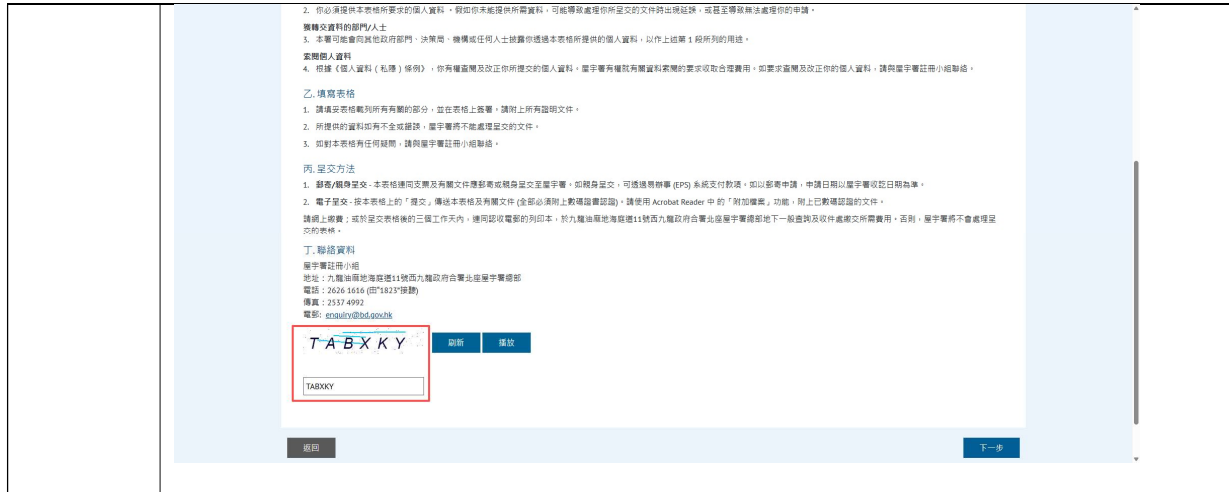 2. 你必須提供本表格所要求的個人資料。假如你未能提供所需資料，可能導致處理你所呈交的文件時出現延誤，或甚至導致無法處理你的申請。
獲轉交資料的部門/人士
3. 本署可能會向其他政府部門、決策局、機構或任何人士披露你透過本表格所提供的個人資料，以作上述第 1 段所列的用途。
索閱個人資料
4. 根據《個人資料 ( 私隱 ) 條例》，你有權查閱及改正你所提交的個人資料。屋宇署有權就有關資料索閱的要求收取合理費用。如要求查閱及改正你的個人資料，請與屋宇署註冊小組聯絡。
乙. 填寫表格
1. 請填妥表格載列所有有關的部分，並在表格上簽署。請附上所有證明文件。
2. 所提供的資料如有不全或錯誤，屋宇署將不能處理呈交的文件。
3. 如對本表格有任何疑問，請與屋宇署註冊小組聯絡。
丙. 呈交方法
1. 郵寄/親身呈交 - 本表格連同支票及有關文件應郵寄或親身呈交至屋宇署。如親身呈交，可透過易辦事 (EPS) 系統支付款項。如以郵寄申請，申請日期以屋宇署收訖日期為準。
2. 電子呈交 - 按本表格上的「提交」傳送本表格及有關文件 (全部必須附上數碼證書認證)。請使用 Acrobat Reader 中 的「附加檔案」功能，附上已數碼認證的文件。
請網上繳費；或於呈交表格後的三個工作天內，連同認收電郵的列印本，於九龍油麻地海庭道11號西九龍政府合署北座屋宇署總部地下一般查詢及收件處繳交所需費用。否則，屋宇署將不會處理呈
交的表格。
丁. 聯絡資料
屋宇署註冊小組
地址：九龍油麻地海庭道11號西九龍政府合署北座屋宇署總部
電話：2626 1616 (由"1823"接聽)
傳真：2537 4992
電郵: enquiry@bd.gov.hk
TABXKY 刷新 播放
TABXKY
返回 下一步